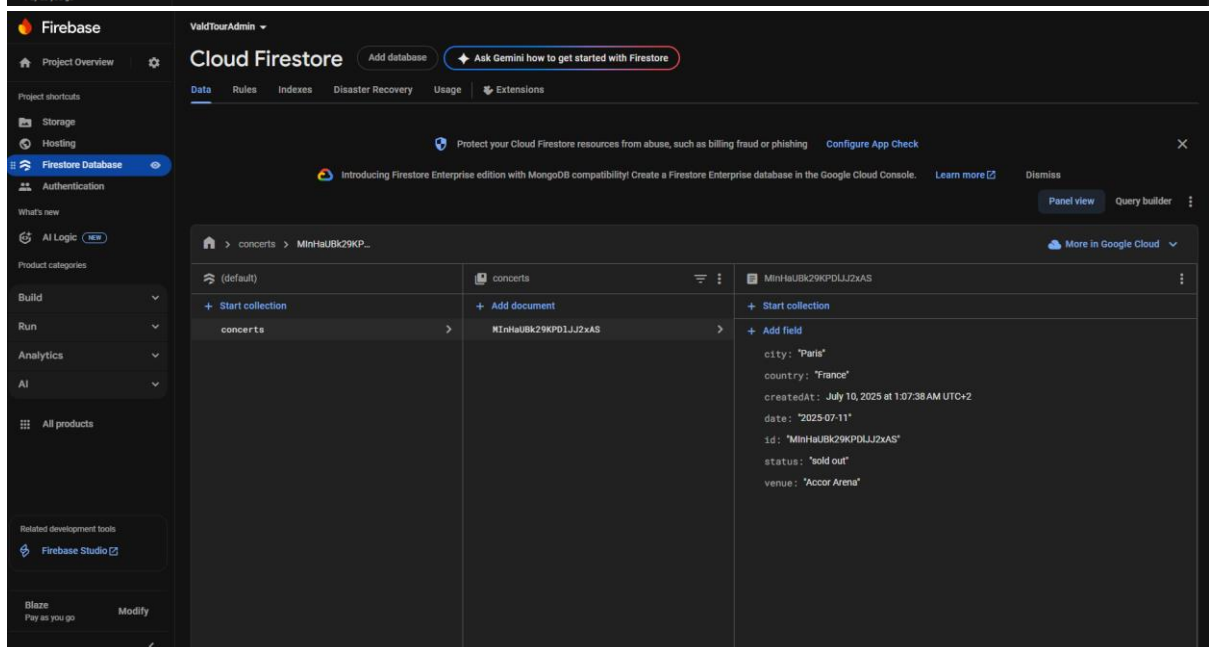 Firebase
ValdTourAdmin
Project Overview
Cloud Firestore
Add database
Ask Gemini how to get started with Firestore
Project shortcuts
Data Rules Indexes Disaster Recovery Usage Extensions
Storage
Hosting
Firestore Database
Authentication
What's new
AI Logic NEW
Product categories
Build
Run
Analytics
AI
All products
Related development tools
Firebase Studio
Blaze
Pay as you go
Modify
Protect your Cloud Firestore resources from abuse, such as billing fraud or phishing Configure App Check
Introducing Firestore Enterprise edition with MongoDB compatibility! Create a Firestore Enterprise database in the Google Cloud Console. Learn more Dismiss
Panel view Query builder
> concerts > MInHaUBk29KP...
More in Google Cloud
(default)
+ Start collection
concerts
concerts
+ Add document
MInHaUBk29KPDlJJ2xAS
MInHaUBk29KPDlJJ2xAS
+ Start collection
+ Add field
city: "Paris"
country: "France"
createdAt: July 10, 2025 at 1:07:38 AM UTC+2
date: "2025-07-11"
id: "MInHaUBk29KPDlJJ2xAS"
status: "sold out"
venue: "Accor Arena"